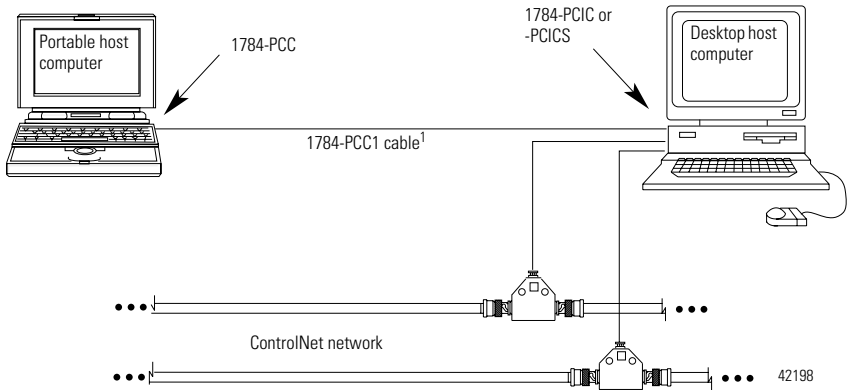 Portable host
computer
1784-PCC
1784-PCIC or
-PCICS
Desktop host
computer
1784-PCC1 cable¹
ControlNet network
42198